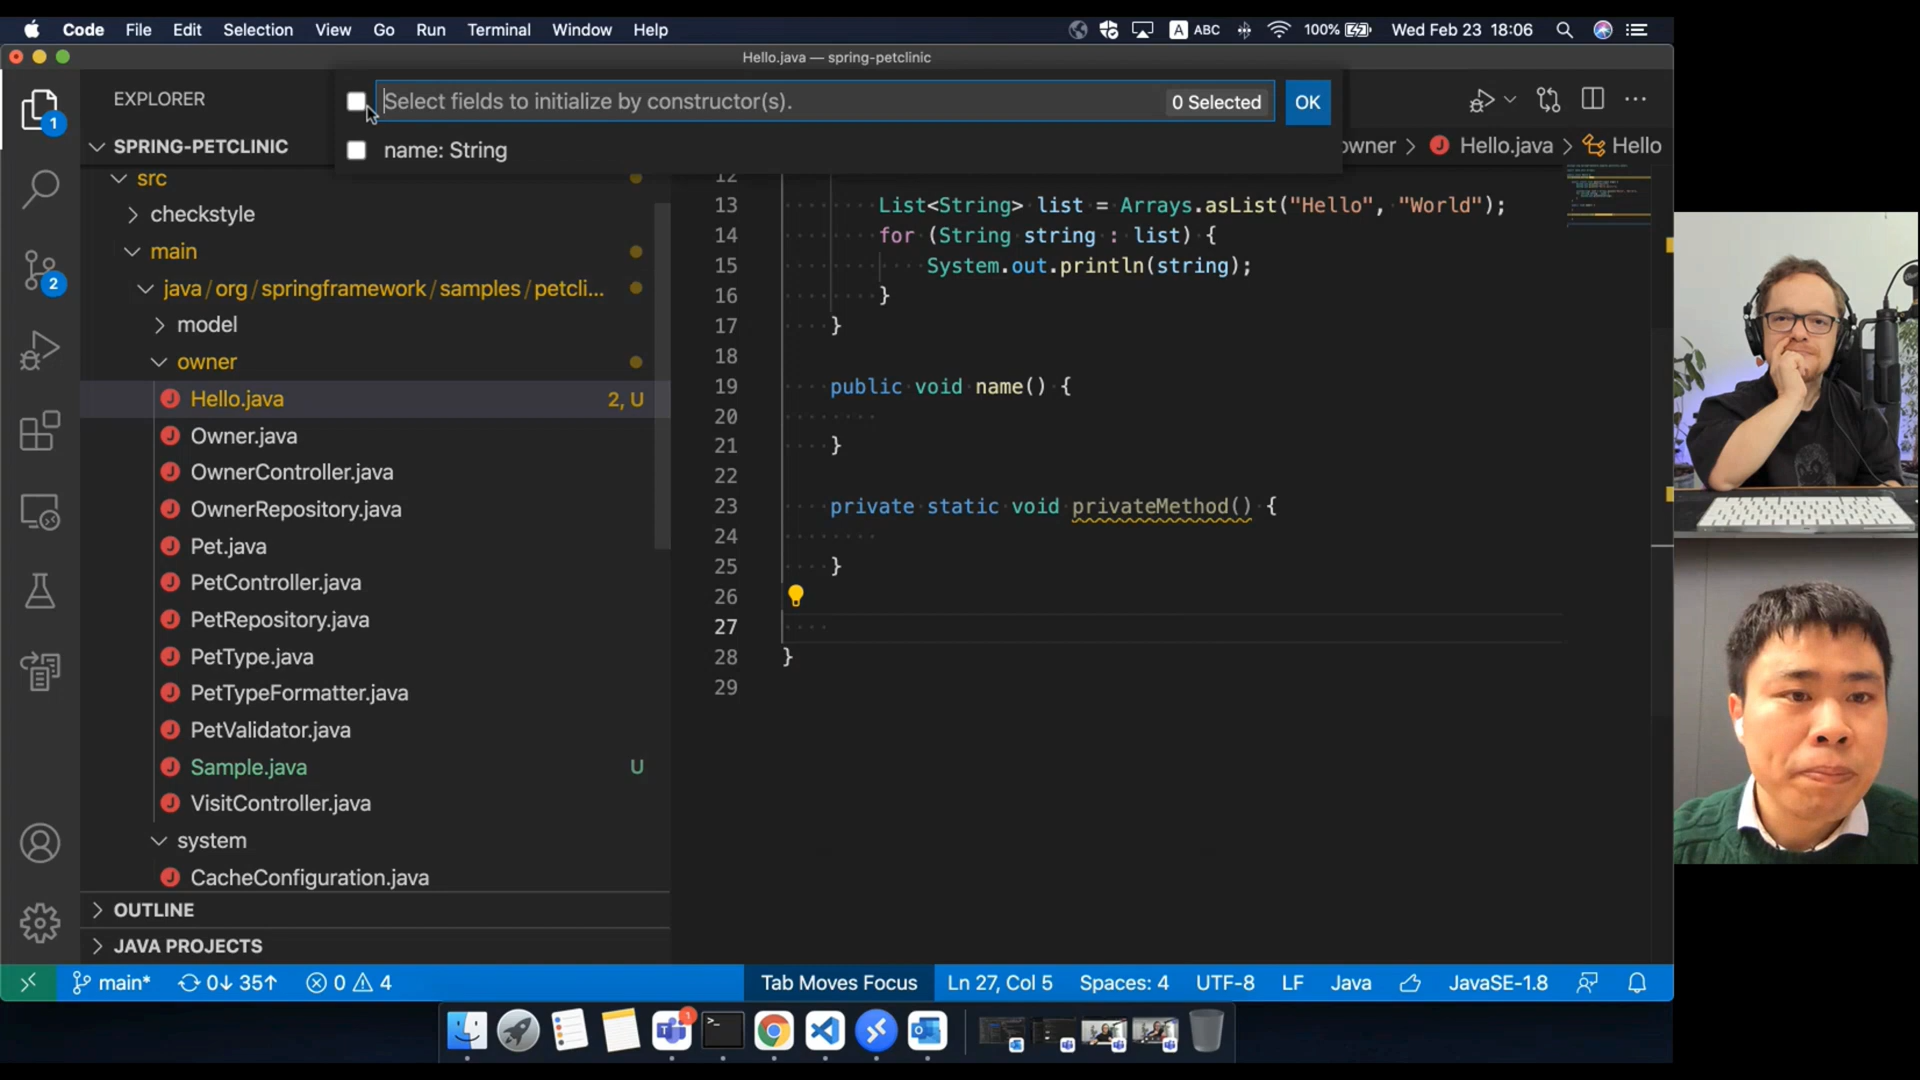 Code File Edit Selection View Go Run Terminal Window Help
A ABC 100% Wed Feb 23 18:06
Hello.java — spring-petclinic
EXPLORER
Select fields to initialize by constructor(s).
0 Selected
OK
name: String
1
SPRING-PETCLINIC
owner > Hello.java > Hello
src
checkstyle
main
java/org/springframework/samples/petcli...
model
owner
Hello.java 2, U
Owner.java
OwnerController.java
OwnerRepository.java
Pet.java
PetController.java
PetRepository.java
PetType.java
PetTypeFormatter.java
PetValidator.java
Sample.java U
VisitController.java
system
CacheConfiguration.java
OUTLINE
JAVA PROJECTS
2
12
13 List<String> list = Arrays.asList("Hello", "World");
14 for (String string : list) {
15 System.out.println(string);
16 }
17 }
18
19 public void name() {
20
21 }
22
23 private static void privateMethod() {
24
25 }
26
27
28 }
29
main* 0↓ 35↑ 0 4
Tab Moves Focus Ln 27, Col 5 Spaces: 4 UTF-8 LF Java JavaSE-1.8
1